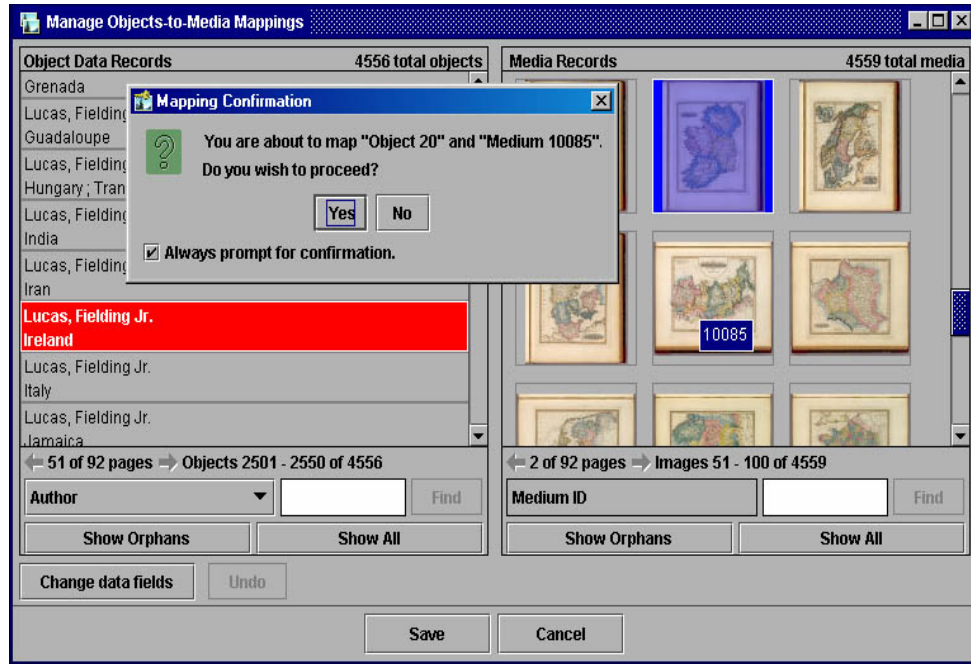 Manage Objects-to-Media Mappings
Object Data Records 4556 total objects
Grenada
Lucas, Fielding
Guadaloupe
Lucas, Fielding
Hungary ; Tran
Lucas, Fielding
India
Lucas, Fielding
Iran
Lucas, Fielding Jr.
Ireland
Lucas, Fielding Jr.
Italy
Lucas, Fielding Jr.
Jamaica
51 of 92 pages Objects 2501 - 2550 of 4556
Author Find
Show Orphans Show All
Mapping Confirmation
You are about to map "Object 20" and "Medium 10085".
Do you wish to proceed?
Yes No
Always prompt for confirmation.
Media Records 4559 total media
10085
2 of 92 pages Images 51 - 100 of 4559
Medium ID Find
Show Orphans Show All
Change data fields Undo
Save Cancel